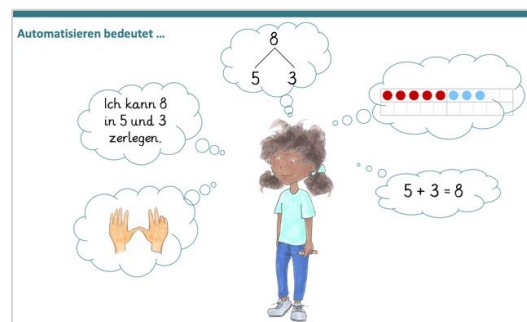 Automatisieren bedeutet ...
8
5 3
Ich kann 8
in 5 und 3
zerlegen.
5 + 3 = 8